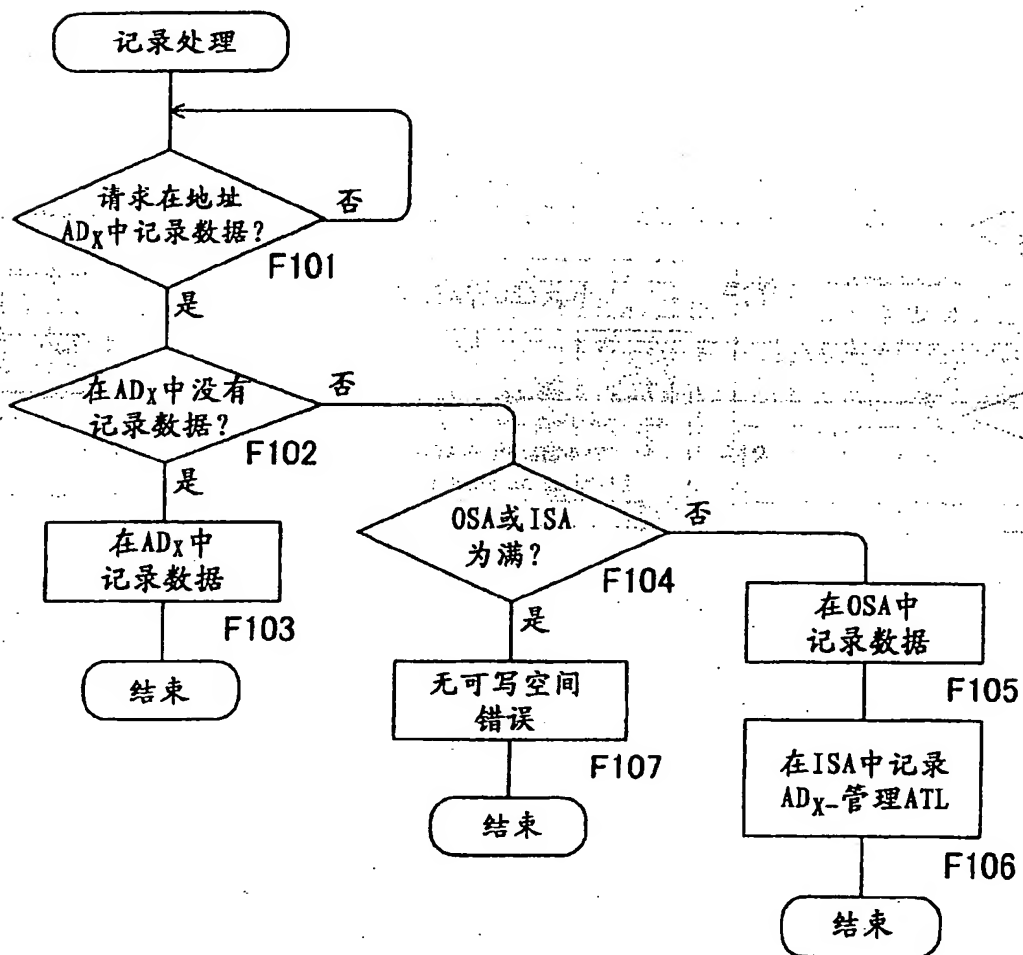 记录处理
请求在地址
ADX中记录数据?
否
F101
是
在ADX中没有
记录数据?
否
F102
是
在ADX中
记录数据
F103
结束
OSA或ISA
为满?
否
F104
是
无可写空间
错误
F107
结束
在OSA中
记录数据
F105
在ISA中记录
ADX-管理ATL
F106
结束